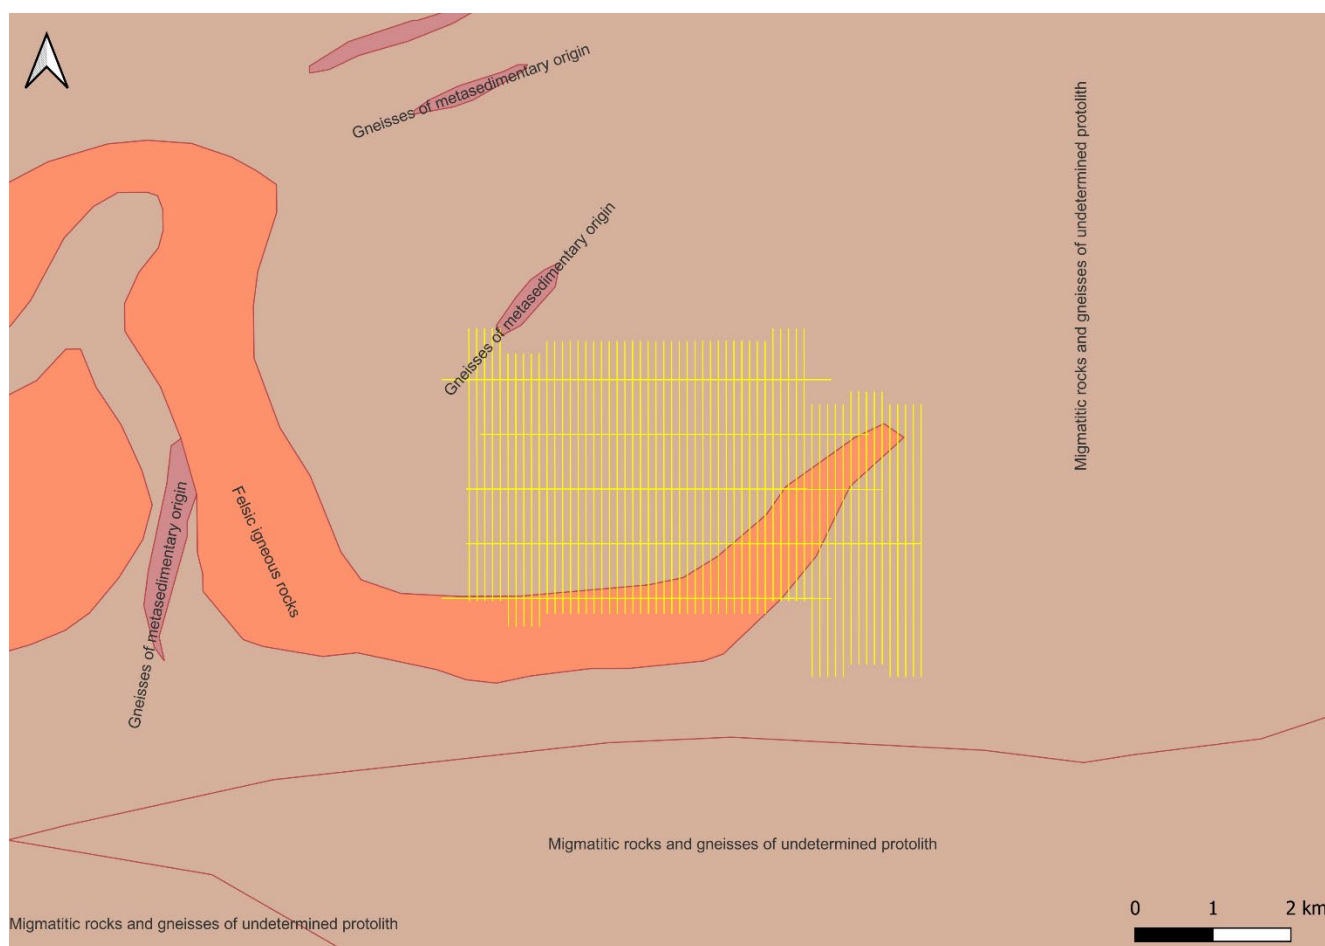 Gneisses of metasedimentary origin
Migmatitic rocks and gneisses of undetermined protolith
Gneisses of metasedimentary origin
Felsic igneous rocks
Gneisses of metasedimentary origin
Migmatitic rocks and gneisses of undetermined protolith
Migmatitic rocks and gneisses of undetermined protolith
0 1 2 km